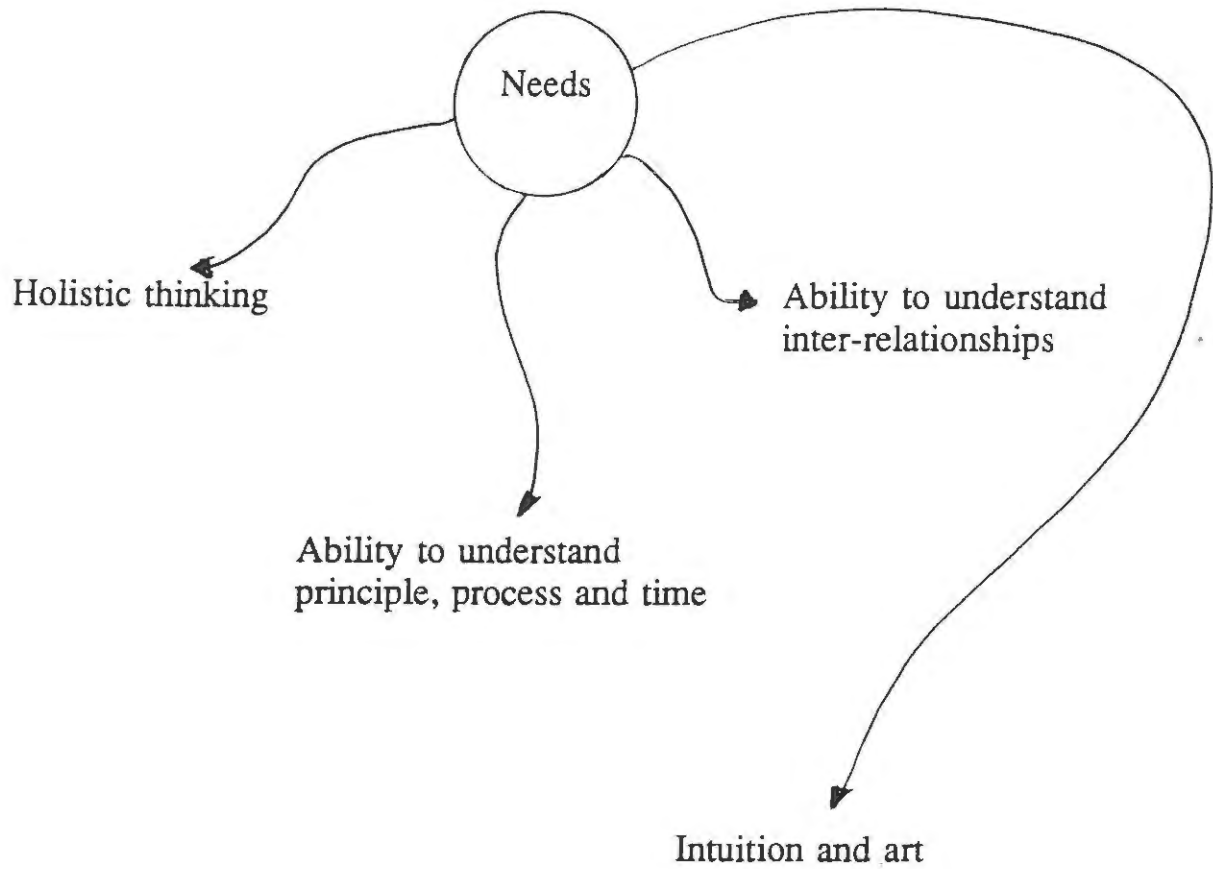 Needs
Holistic thinking
Ability to understand
inter-relationships
Ability to understand
principle, process and time
Intuition and art